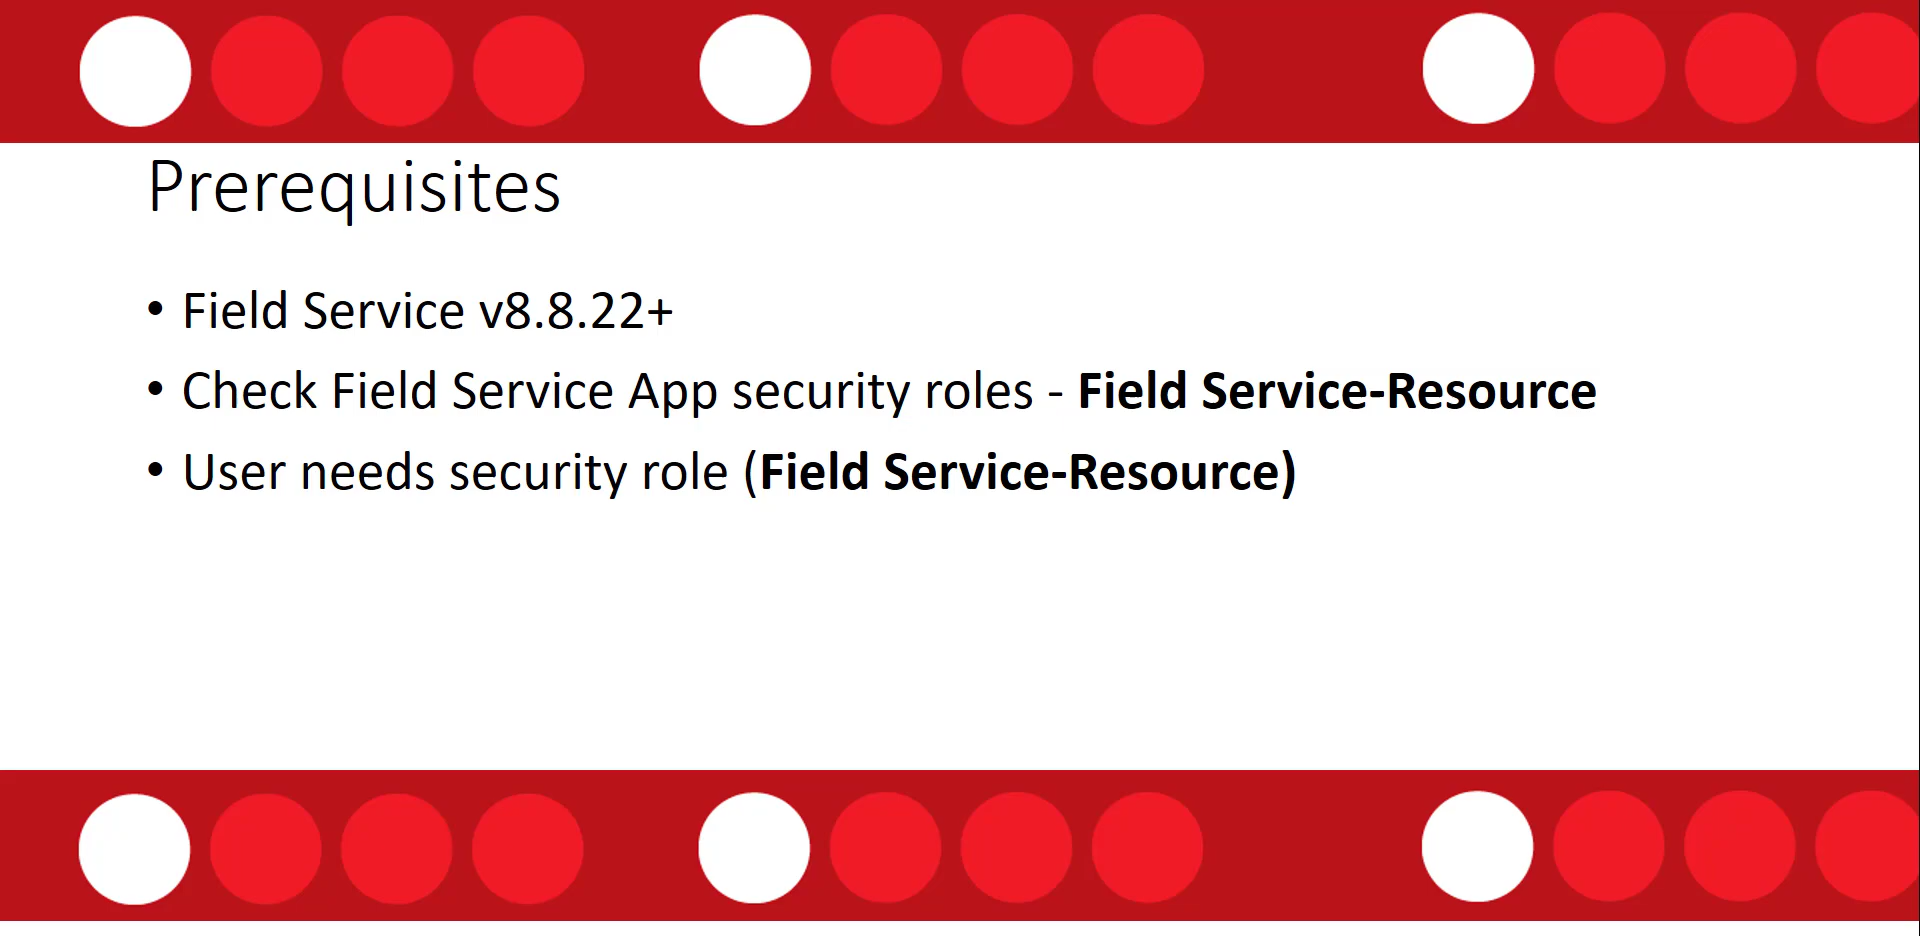 Prerequisites
• Field Service v8.8.22+
• Check Field Service App security roles - Field Service-Resource
• User needs security role (Field Service-Resource)